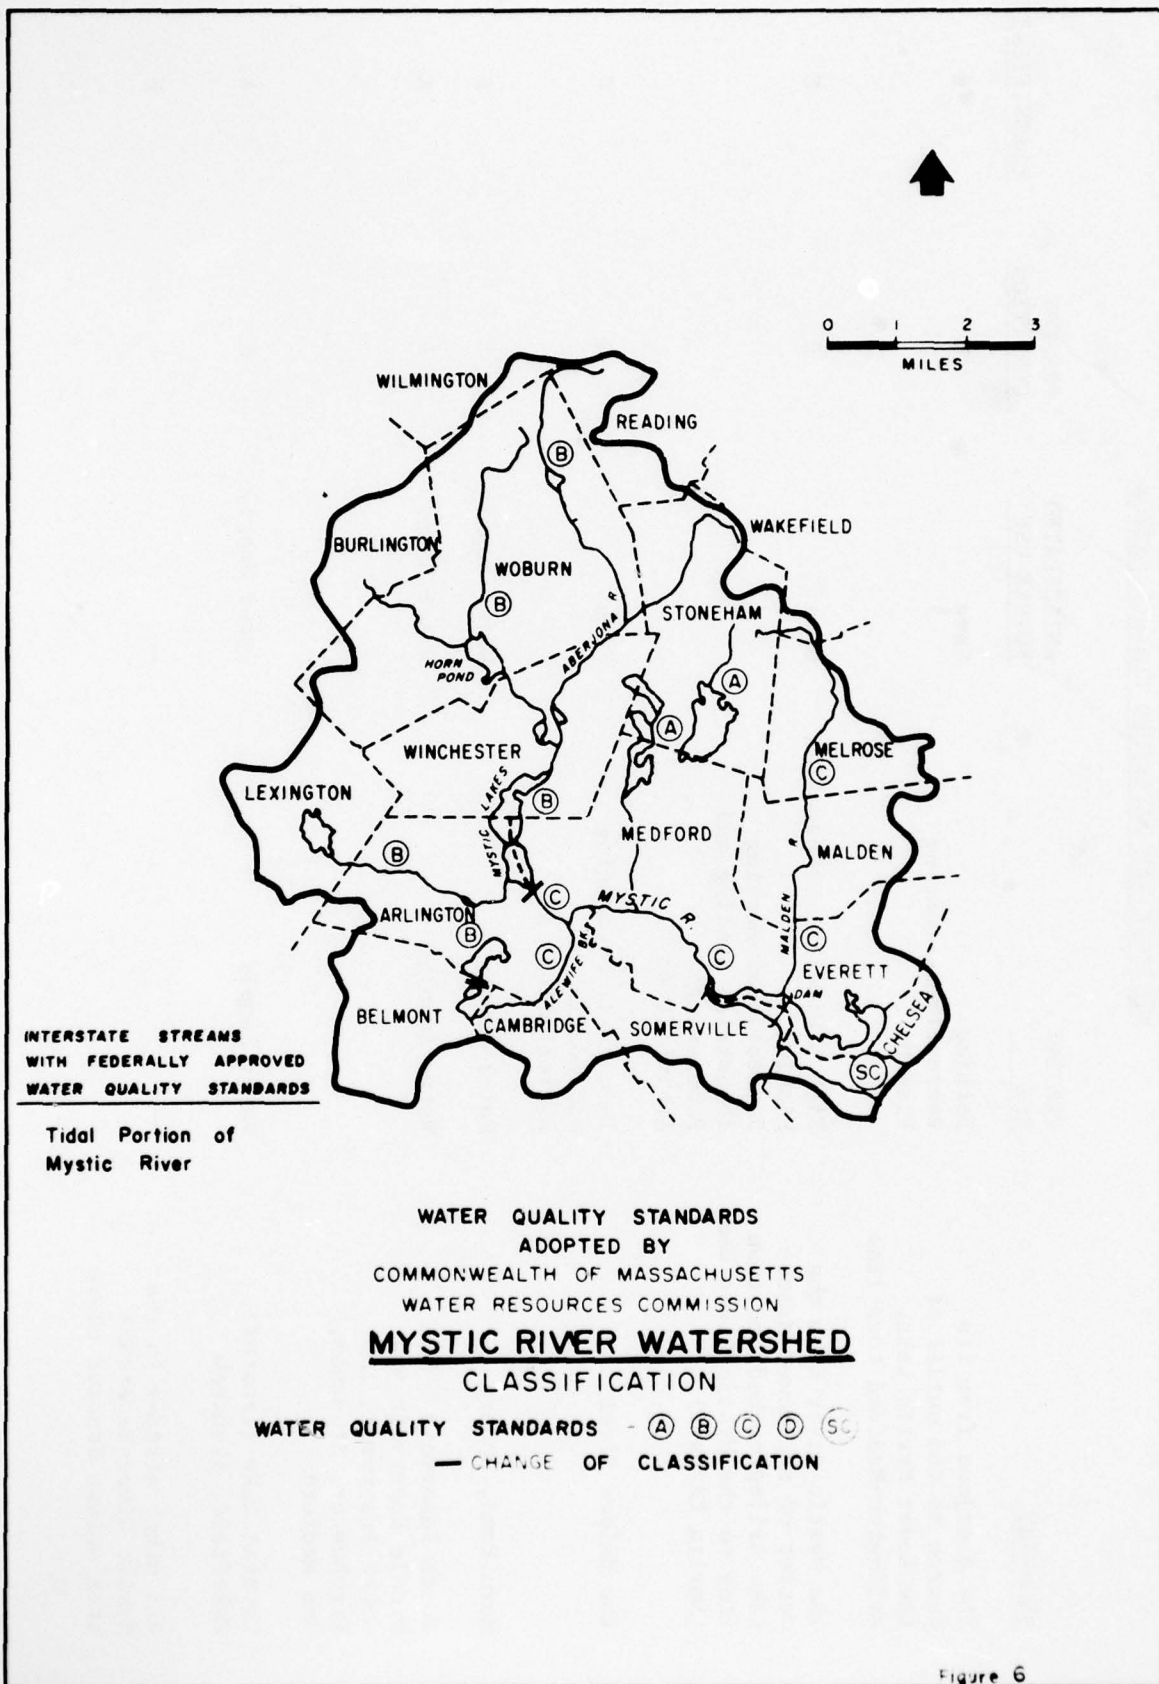 0 1 2 3
MILES
WILMINGTON
READING
B
WAKEFIELD
BURLINGTON
WOBURN
B
ABERJONA R
STONEHAM
HORN
POND
A
A
WINCHESTER
MELROSE
C
LEXINGTON
MYSTIC LAKES
B
MEDFORD
MALDEN R
MALDEN
B
ARLINGTON
B
C
MYSTIC R.
C
ALEWIFE BK.
C
C
EVERETT
DAM
BELMONT
CAMBRIDGE
SOMERVILLE
CHELSEA
SC
INTERSTATE STREAMS
WITH FEDERALLY APPROVED
WATER QUALITY STANDARDS
Tidal Portion of
Mystic River
WATER QUALITY STANDARDS
ADOPTED BY
COMMONWEALTH OF MASSACHUSETTS
WATER RESOURCES COMMISSION
MYSTIC RIVER WATERSHED
CLASSIFICATION
WATER QUALITY STANDARDS - A B C D SC
— CHANGE OF CLASSIFICATION
Figure 6